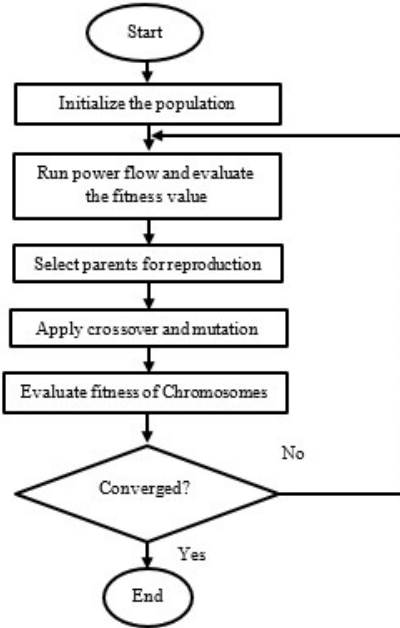 Start
Initialize the population
Run power flow and evaluate
the fitness value
Select parents for reproduction
Apply crossover and mutation
Evaluate fitness of Chromosomes
No
Converged?
Yes
End